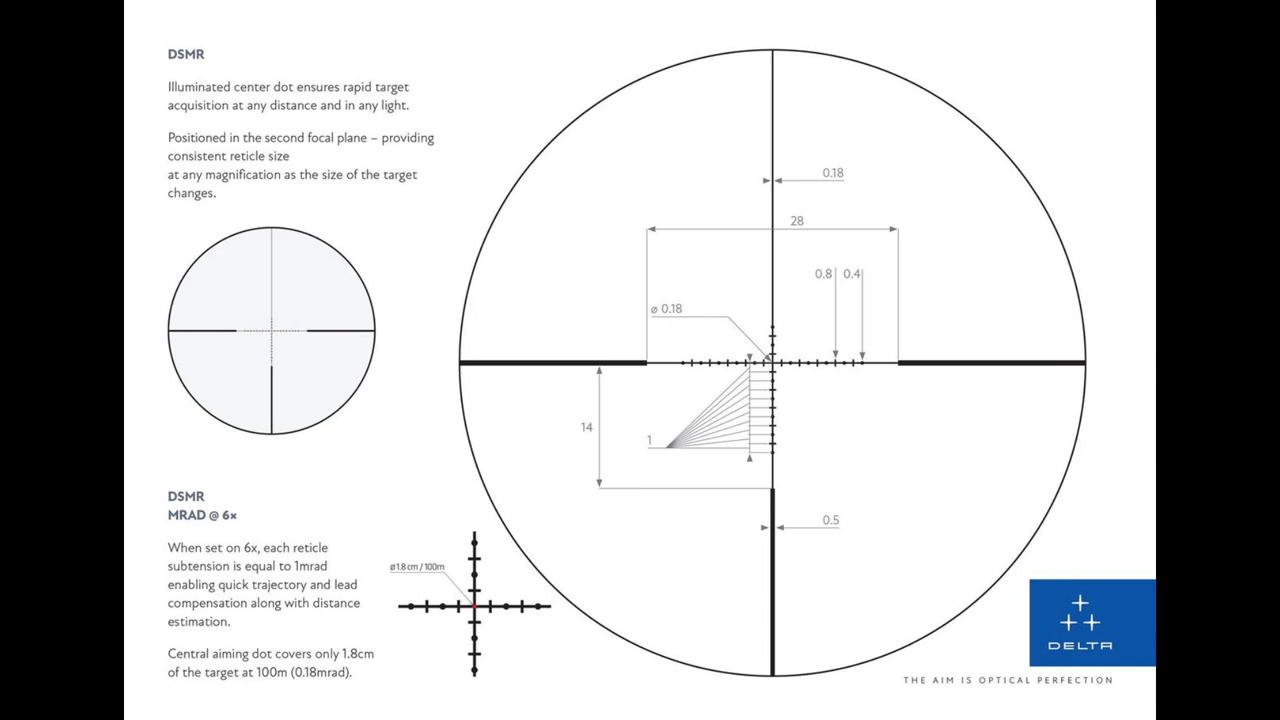 DSMR
Illuminated center dot ensures rapid target
acquisition at any distance and in any light.
Positioned in the second focal plane – providing
consistent reticle size
at any magnification as the size of the target
changes.
0.18
28
0.8
0.4
ø 0.18
14
1
0.5
DSMR
MRAD @ 6×
When set on 6x, each reticle
subtension is equal to 1mrad
enabling quick trajectory and lead
compensation along with distance
estimation.
Central aiming dot covers only 1.8cm
of the target at 100m (0.18mrad).
ø1.8 cm / 100m
DELTA
THE AIM IS OPTICAL PERFECTION